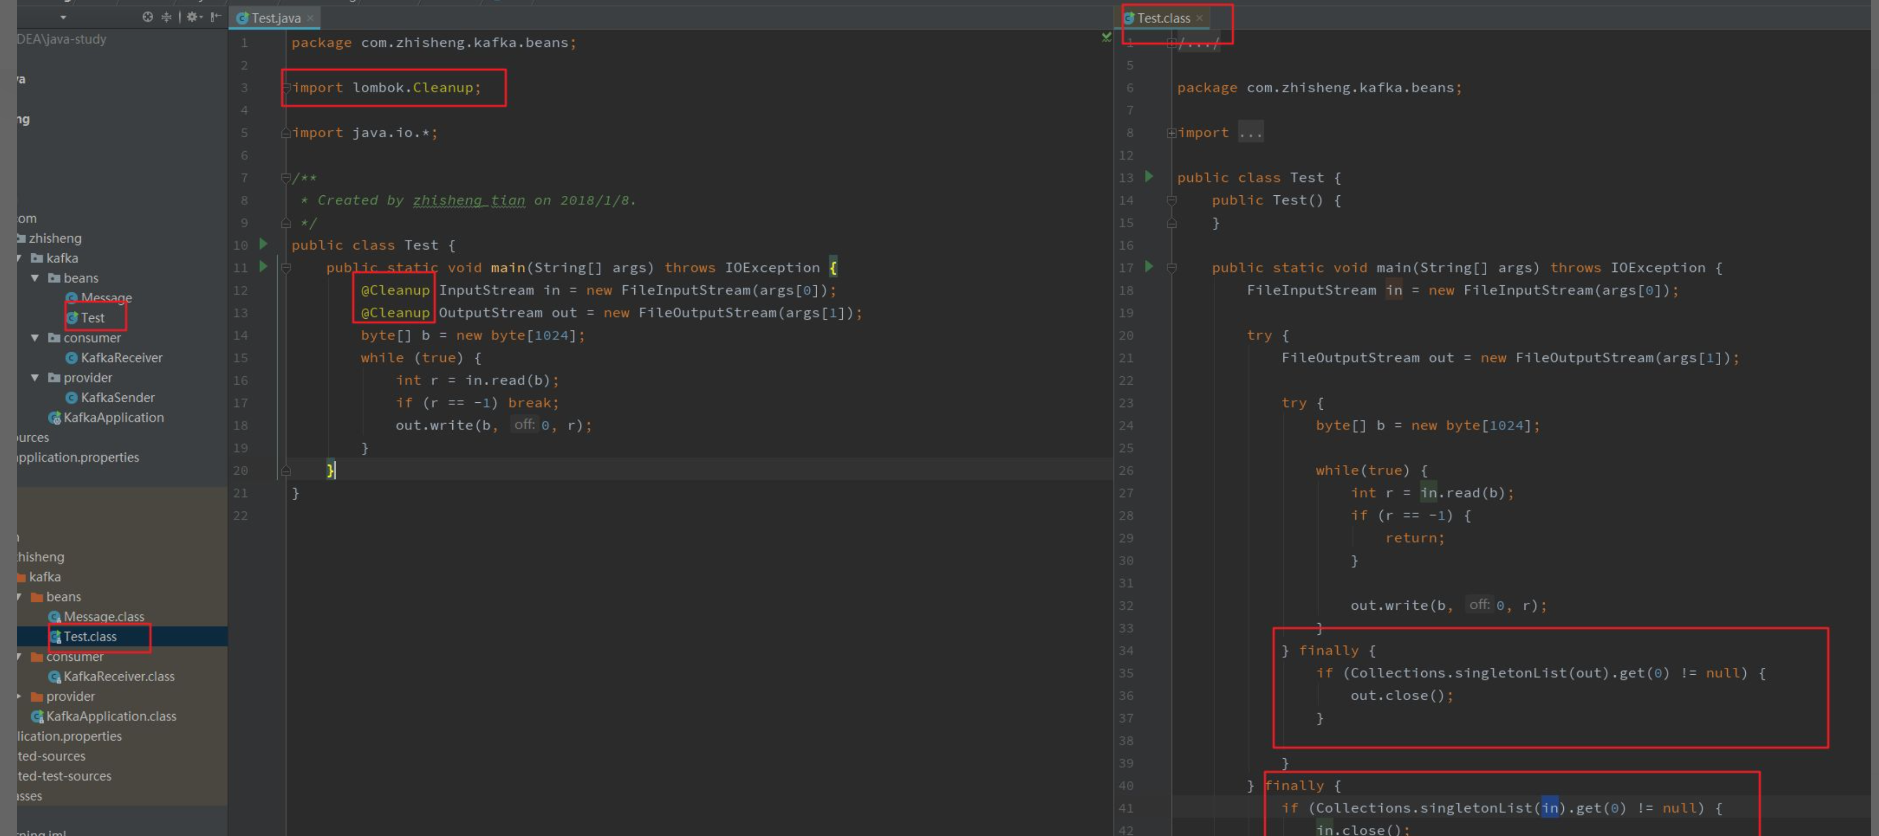 DEA\java-study
va
ng
com
zhisheng
kafka
beans
Message
Test
consumer
KafkaReceiver
provider
KafkaSender
KafkaApplication
ources
application.properties
zhisheng
kafka
beans
Message.class
Test.class
consumer
KafkaReceiver.class
provider
KafkaApplication.class
lication.properties
ted-sources
ted-test-sources
asses
rning.iml
Test.java ×
1 package com.zhisheng.kafka.beans;
2
3 import lombok.Cleanup;
4
5 import java.io.*;
6
7 /**
8 * Created by zhisheng_tian on 2018/1/8.
9 */
10 public class Test {
11 public static void main(String[] args) throws IOException {
12 @Cleanup InputStream in = new FileInputStream(args[0]);
13 @Cleanup OutputStream out = new FileOutputStream(args[1]);
14 byte[] b = new byte[1024];
15 while (true) {
16 int r = in.read(b);
17 if (r == -1) break;
18 out.write(b, off: 0, r);
19 }
20 }
21 }
22
Test.class ×
1 /.../
5
6 package com.zhisheng.kafka.beans;
7
8 import ...
12
13 public class Test {
14 public Test() {
15 }
16
17 public static void main(String[] args) throws IOException {
18 FileInputStream in = new FileInputStream(args[0]);
19
20 try {
21 FileOutputStream out = new FileOutputStream(args[1]);
22
23 try {
24 byte[] b = new byte[1024];
25
26 while(true) {
27 int r = in.read(b);
28 if (r == -1) {
29 return;
30 }
31
32 out.write(b, off: 0, r);
33 }
34 } finally {
35 if (Collections.singletonList(out).get(0) != null) {
36 out.close();
37 }
38
39 }
40 } finally {
41 if (Collections.singletonList(in).get(0) != null) {
42 in.close();